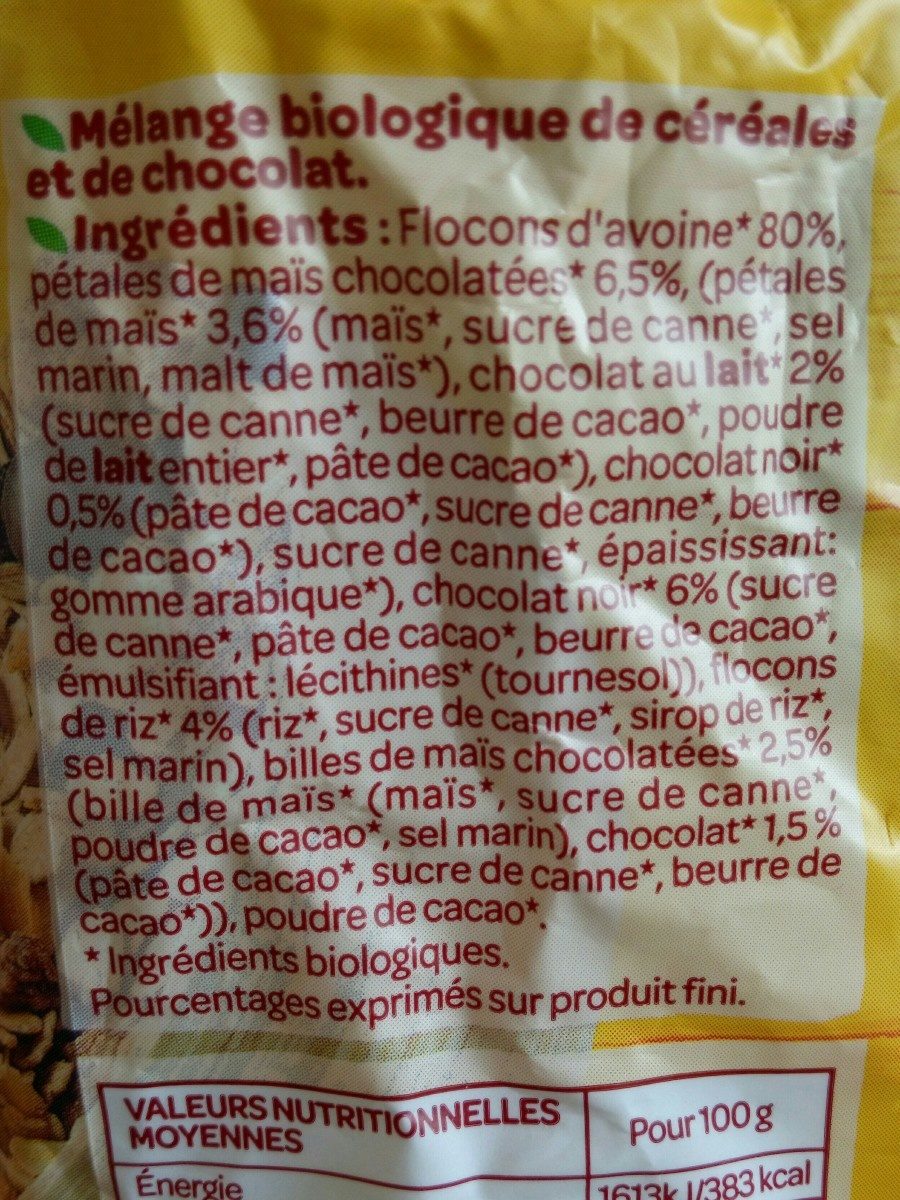 Mélange biologique de céréales
et de chocolat.
Ingrédients : Flocons d'avoine* 80%,
pétales de maïs chocolatées* 6,5%, (pétales
de maïs* 3,6% (maïs*, sucre de canne*, sel
marin, malt de maïs*), chocolat au lait* 2%
(sucre de canne*, beurre de cacao*, poudre
de lait entier*, pâte de cacao*), chocolat noir*
0,5% (pâte de cacao*, sucre de canne*, beurre
de cacao*), sucre de canne*, épaississant:
gomme arabique*), chocolat noir* 6% (sucre
de canne*, pâte de cacao*, beurre de cacao*,
émulsifiant : lécithines* (tournesol)), flocons
de riz* 4% (riz*, sucre de canne*, sirop de riz*,
sel marin), billes de maïs chocolatées* 2,5%
(bille de maïs* (maïs*, sucre de canne*,
poudre de cacao*, sel marin), chocolat* 1,5%
(pâte de cacao*, sucre de canne*, beurre de
cacao*)), poudre de cacao*.
* Ingrédients biologiques.
Pourcentages exprimés sur produit fini.
VALEURS NUTRITIONNELLES
MOYENNES
Pour 100 g
Énergie
1613kJ/383 kcal